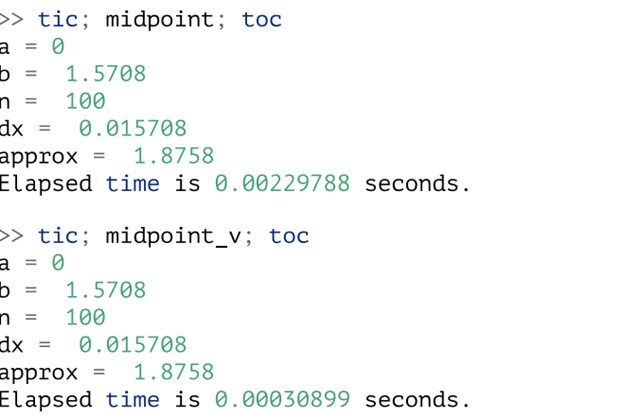 >> tic; midpoint; toc
a = 0
b =  1.5708
n =  100
dx =  0.015708
approx =  1.8758
Elapsed time is 0.00229788 seconds.
>> tic; midpoint_v; toc
a = 0
b =  1.5708
n =  100
dx =  0.015708
approx =  1.8758
Elapsed time is 0.00030899 seconds.